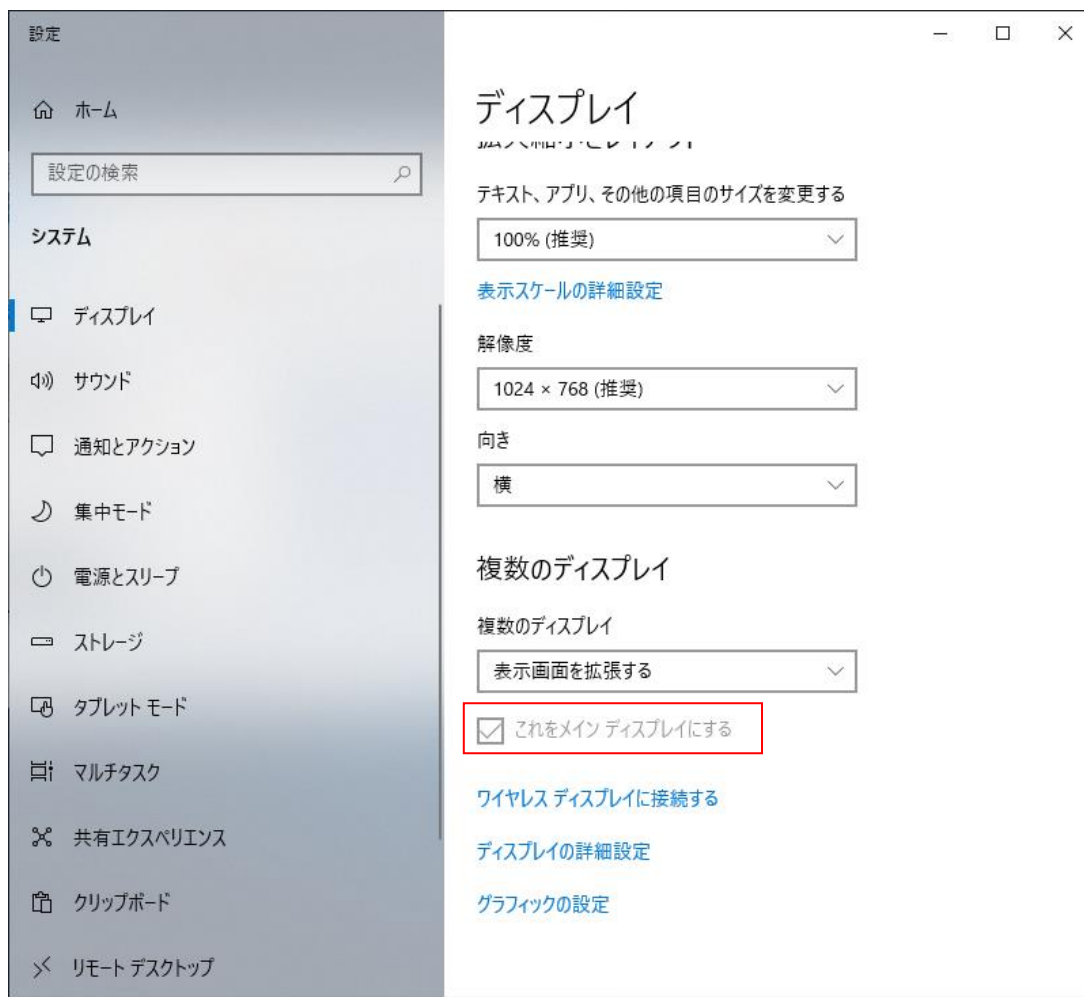 設定
ホーム
設定の検索
システム
ディスプレイ
サウンド
通知とアクション
集中モード
電源とスリープ
ストレージ
タブレット モード
マルチタスク
共有エクスペリエンス
クリップボード
リモート デスクトップ
ディスプレイ
拡大縮小とレイアウト
テキスト、アプリ、その他の項目のサイズを変更する
100% (推奨)
表示スケールの詳細設定
解像度
1024 × 768 (推奨)
向き
横
複数のディスプレイ
複数のディスプレイ
表示画面を拡張する
これをメイン ディスプレイにする
ワイヤレス ディスプレイに接続する
ディスプレイの詳細設定
グラフィックの設定